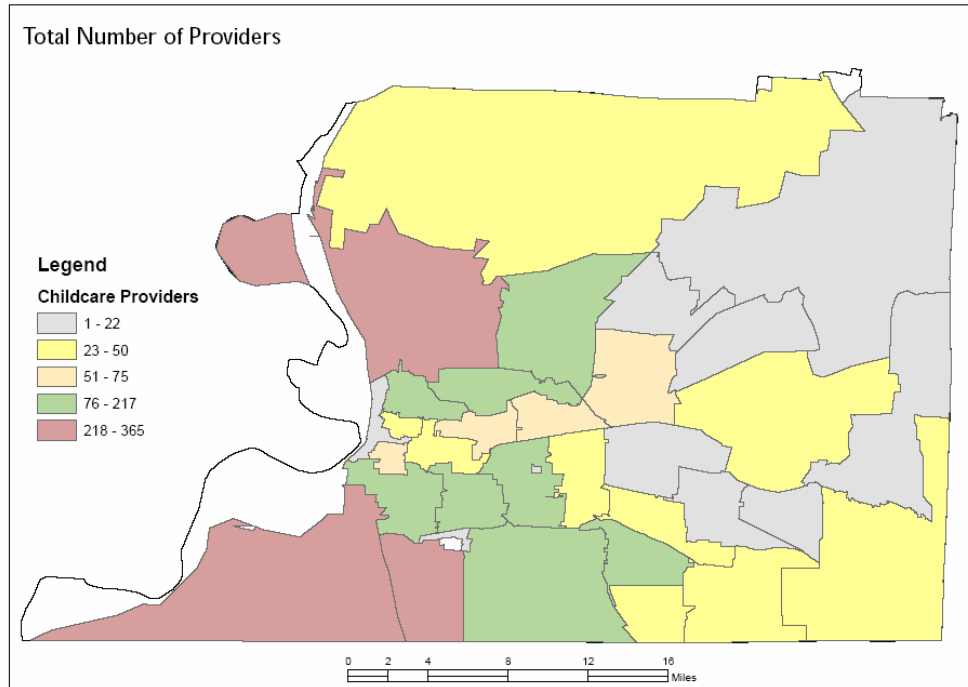 Total Number of Providers
Legend
Childcare Providers
1 - 22
23 - 50
51 - 75
76 - 217
218 - 365
0 2 4 8 12 16
Miles